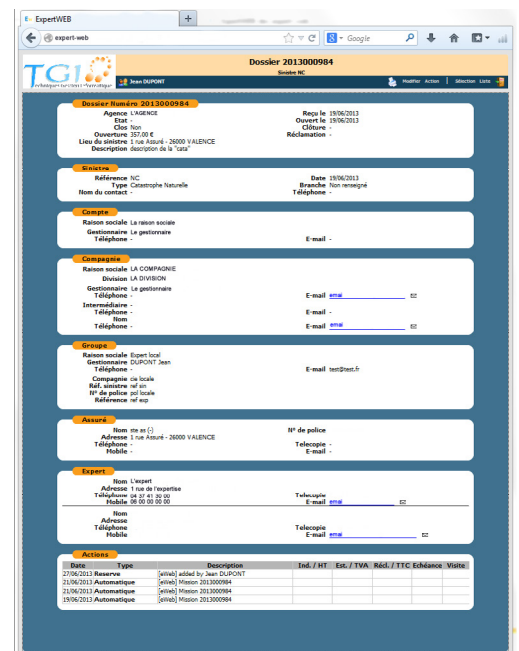 ExpertWEB
+
expert-web
Google
Dossier 2013000984
Sinistre NC
TGI
Jean DUPONT
Modifier Action | Sélection Liste
Dossier Numéro 2013000984
Agence L'AGENCE Reçu le 19/06/2013
Etat - Ouvert le 19/06/2013
Clos Non Clôture -
Ouverture 357.00 € Réclamation -
Lieu du sinistre 1 rue Assuré - 26000 VALENCE
Description description de la "cata"
Sinistre
Référence NC Date 19/06/2013
Type Catastrophe Naturelle Branche Non renseigné
Nom du contact - Téléphone -
Compte
Raison sociale La raison sociale
Gestionnaire Le gestionnaire
Téléphone - E-mail -
Compagnie
Raison sociale LA COMPAGNIE
Division LA DIVISION
Gestionnaire Le gestionnaire
Téléphone - E-mail emai
Intermédiaire -
Téléphone - E-mail -
Nom
Téléphone - E-mail emai
Groupe
Raison sociale Expert local
Gestionnaire DUPONT Jean
Téléphone - E-mail test@test.fr
Compagnie cie locale
Réf. sinistre ref sin
N° de police pol locale
Référence ref exp
Assuré
Nom ste as (-) N° de police
Adresse 1 rue Assuré - 26000 VALENCE
Téléphone - Telecopie -
Mobile - E-mail -
Expert
Nom L'expert
Adresse 1 rue de l'expertise
Téléphone 04 37 41 30 00 Telecopie
Mobile 06 00 00 00 00 E-mail emai
Nom
Adresse
Téléphone Telecopie
Mobile E-mail emai
Actions
Date Type Description Ind. / HT Est. / TVA Récl. / TTC Echéance Visite
27/06/2013 Reserve [eWeb] added by Jean DUPONT
21/06/2013 Automatique [eWeb] Mission 2013000984
21/06/2013 Automatique [eWeb] Mission 2013000984
19/06/2013 Automatique [eWeb] Mission 2013000984